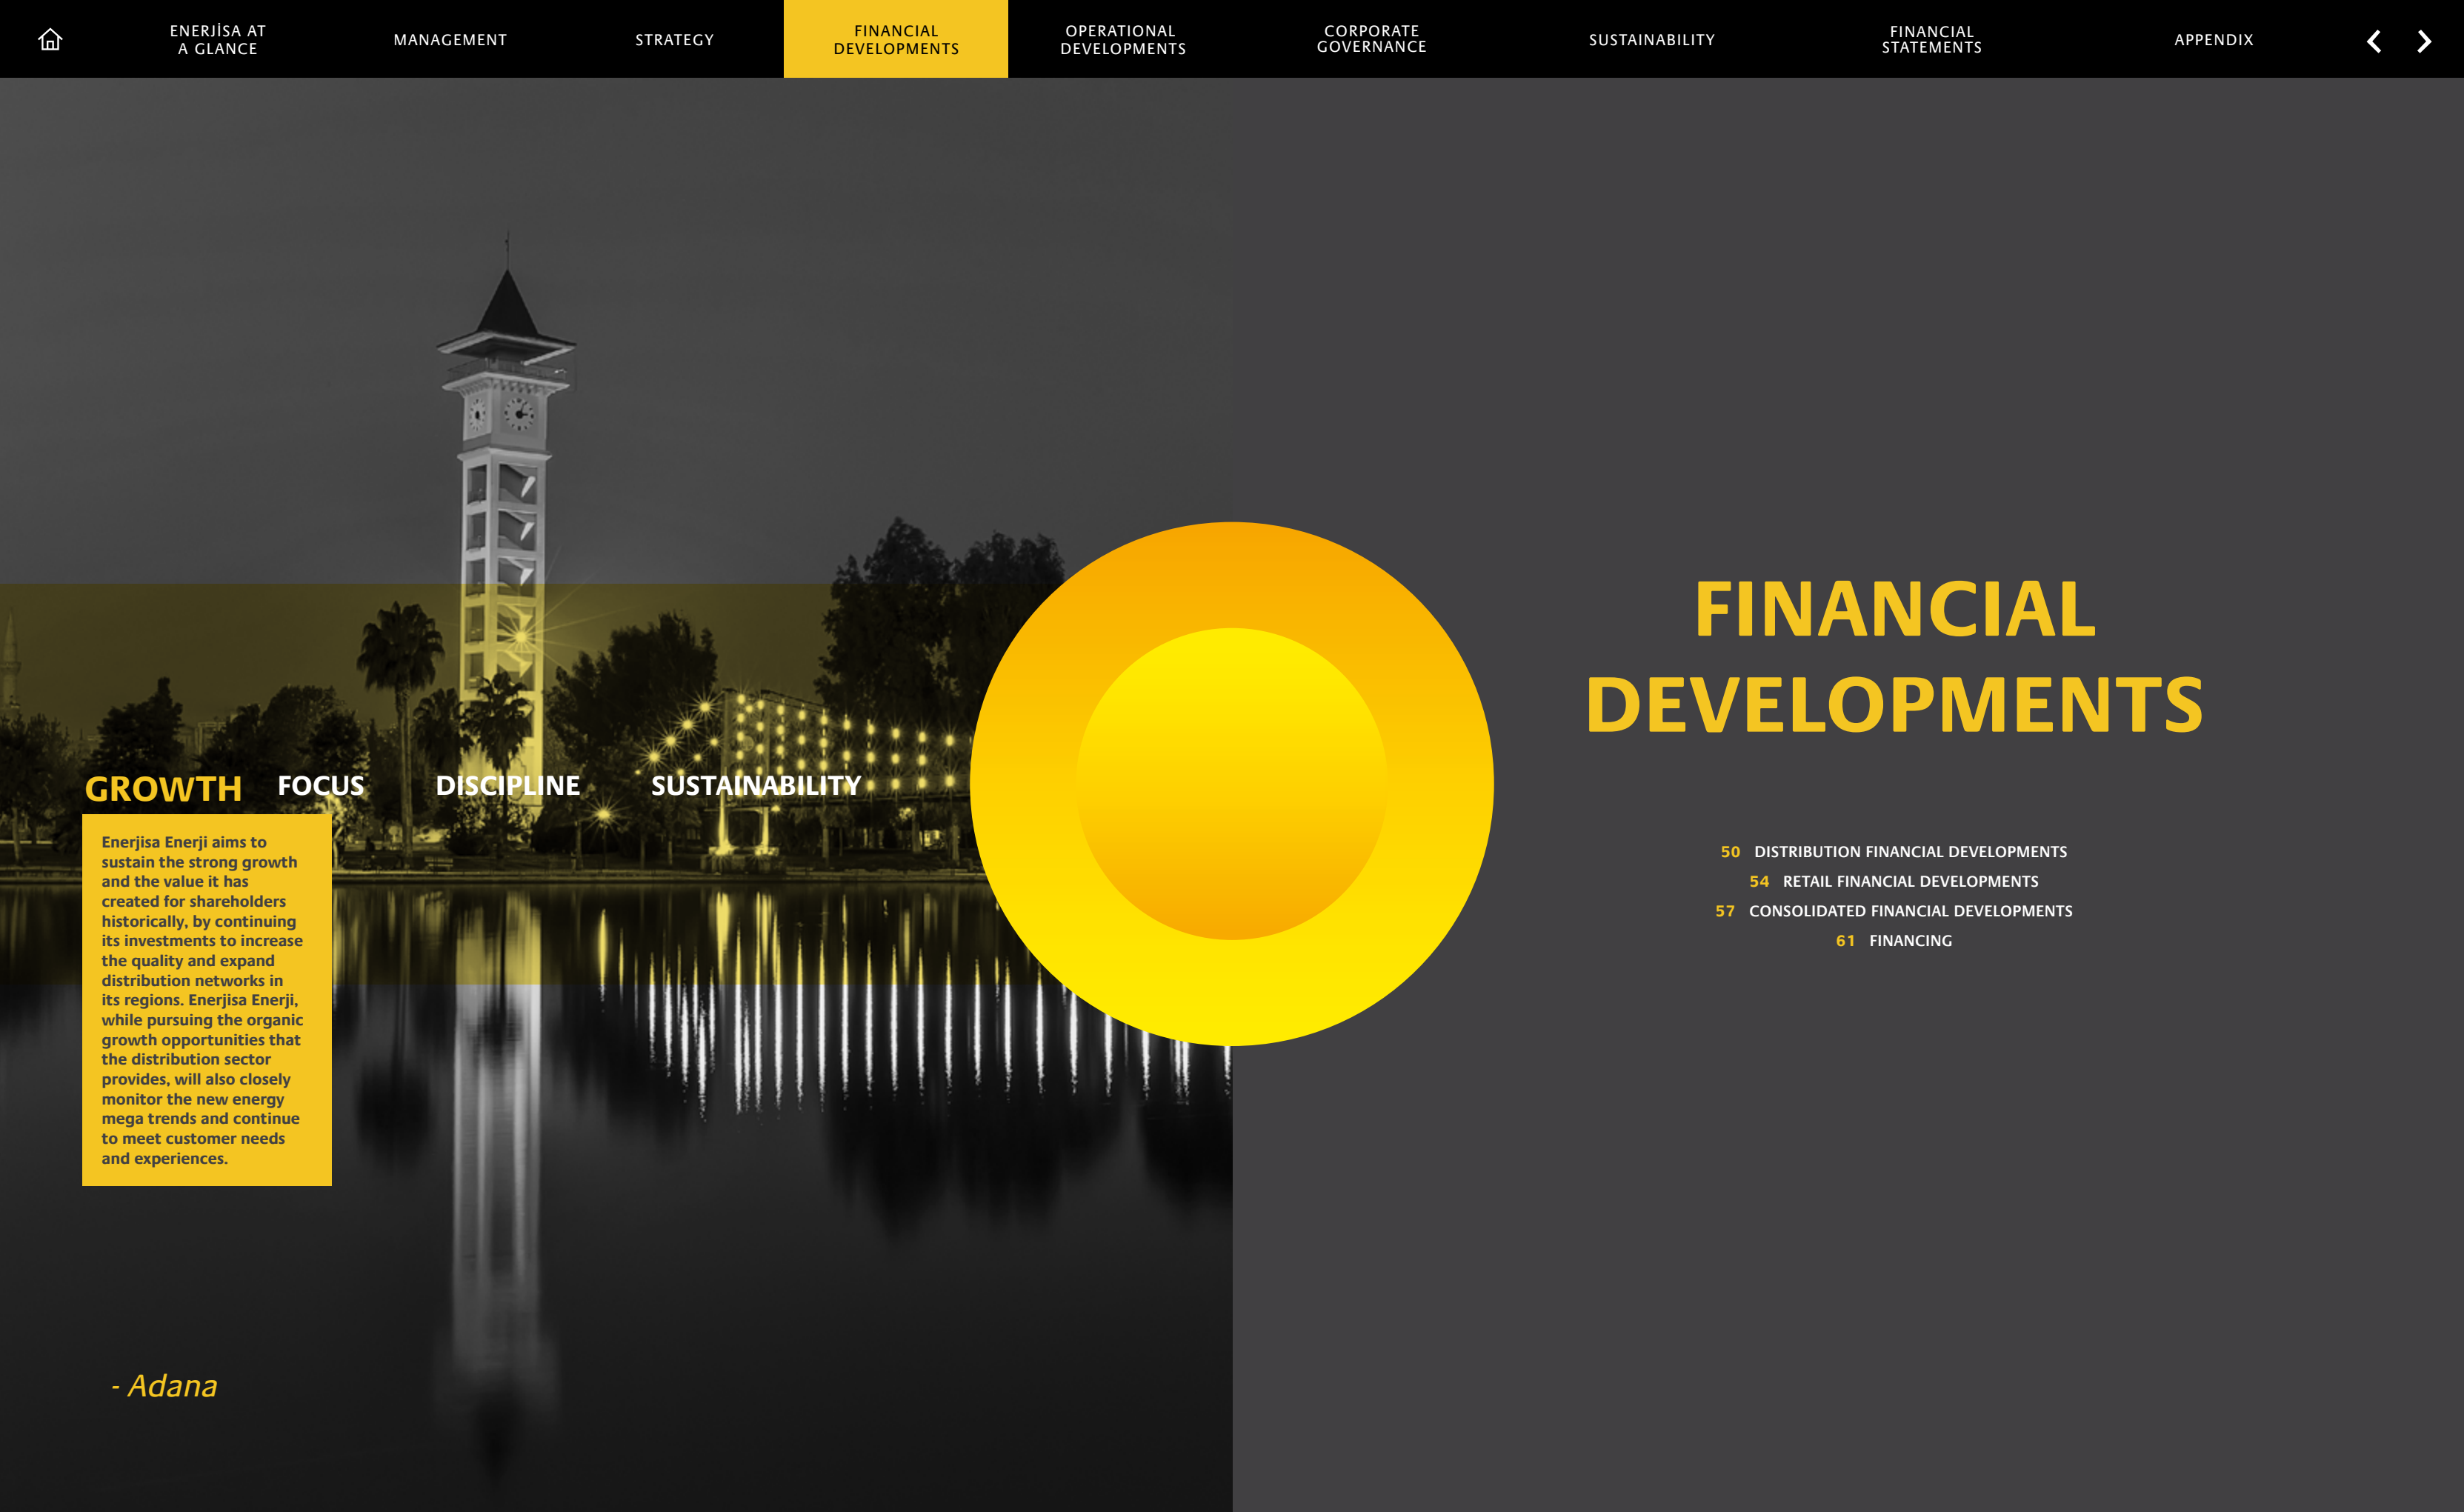 ENERJİSA AT
A GLANCE
MANAGEMENT
STRATEGY
FINANCIAL
DEVELOPMENTS
OPERATIONAL
DEVELOPMENTS
CORPORATE
GOVERNANCE
SUSTAINABILITY
FINANCIAL
STATEMENTS
APPENDIX
GROWTH FOCUS DISCIPLINE SUSTAINABILITY
Enerjisa Enerji aims to
sustain the strong growth
and the value it has
created for shareholders
historically, by continuing
its investments to increase
the quality and expand
distribution networks in
its regions. Enerjisa Enerji,
while pursuing the organic
growth opportunities that
the distribution sector
provides, will also closely
monitor the new energy
mega trends and continue
to meet customer needs
and experiences.
- Adana
FINANCIAL
DEVELOPMENTS
50 DISTRIBUTION FINANCIAL DEVELOPMENTS
54 RETAIL FINANCIAL DEVELOPMENTS
57 CONSOLIDATED FINANCIAL DEVELOPMENTS
61 FINANCING